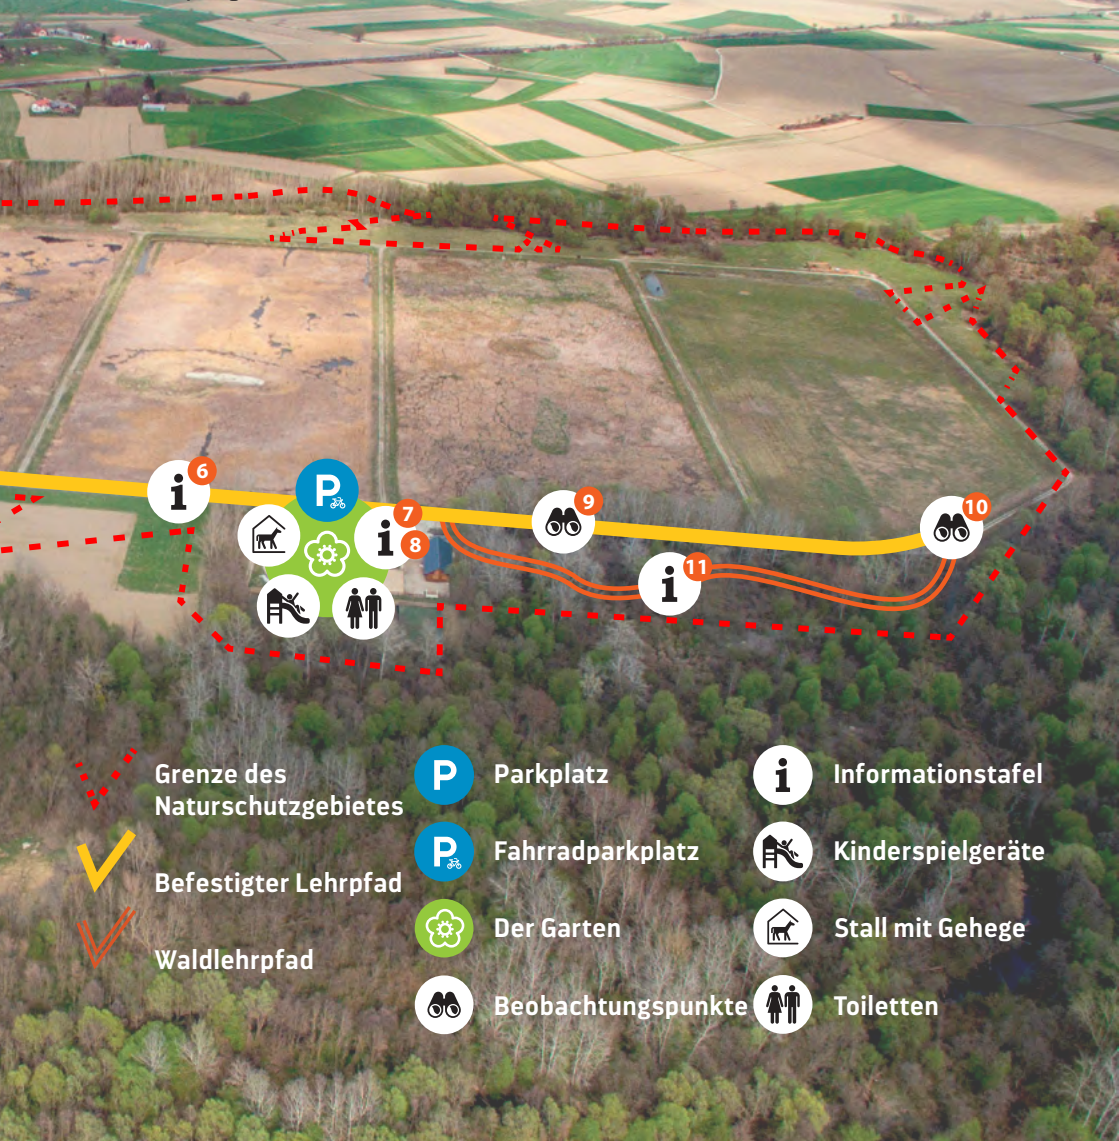 6
P
7
i
8
i
9
10
11
i
Grenze des
Naturschutzgebietes
Befestigter Lehrpfad
Waldlehrpfad
P Parkplatz
P Fahrradparkplatz
Der Garten
Beobachtungspunkte
i Informationstafel
Kinderspielgeräte
Stall mit Gehege
Toiletten